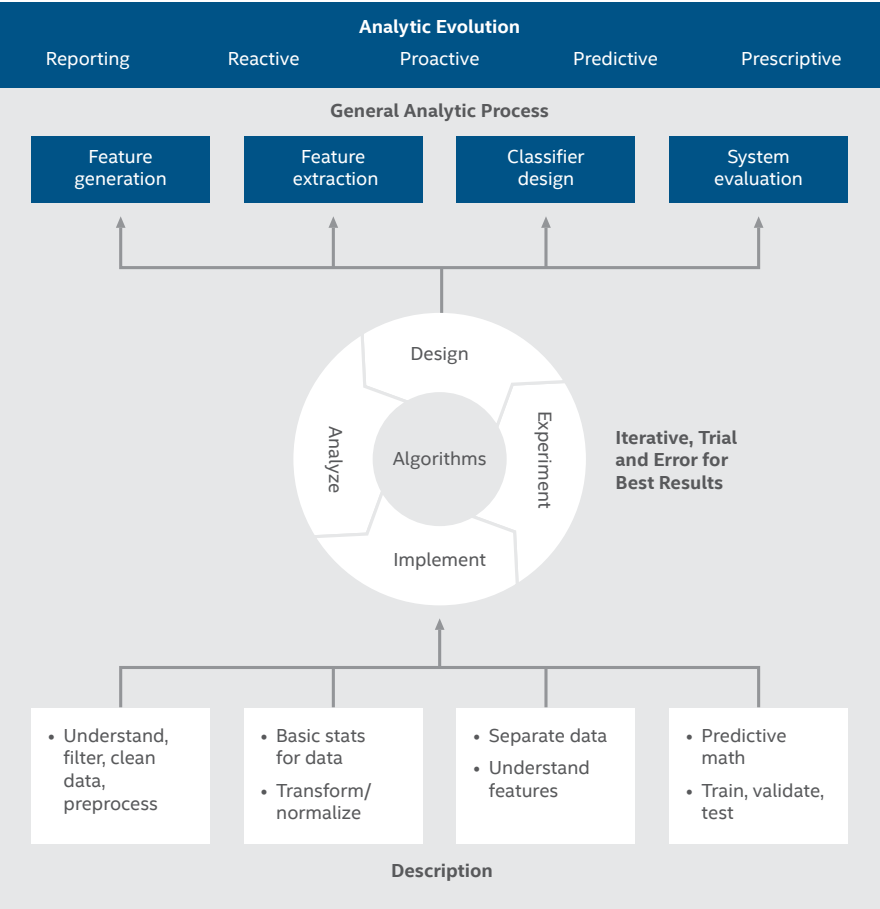 Analytic Evolution
Reporting Reactive Proactive Predictive Prescriptive
General Analytic Process
Feature
generation
Feature
extraction
Classifier
design
System
evaluation
Design
Experiment
Implement
Analyze
Algorithms
Iterative, Trial
and Error for
Best Results
• Understand,
filter, clean
data,
preprocess
• Basic stats
for data
• Transform/
normalize
• Separate data
• Understand
features
• Predictive
math
• Train, validate,
test
Description